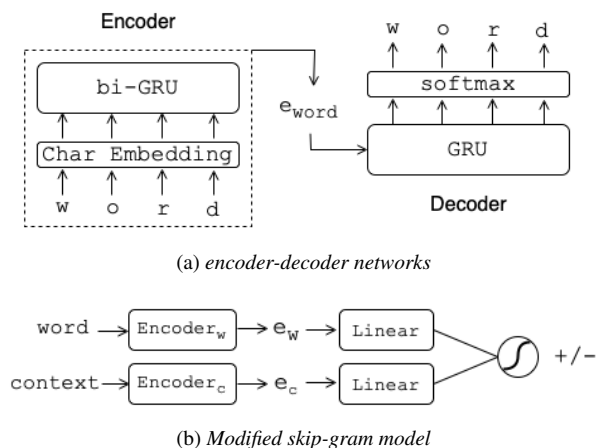 Encoder
w o r d
bi-GRU
softmax
e_word
Char Embedding
GRU
w o r d
Decoder
(a) encoder-decoder networks
word Encoder_w e_w Linear
+/-
context Encoder_c e_c Linear
(b) Modified skip-gram model